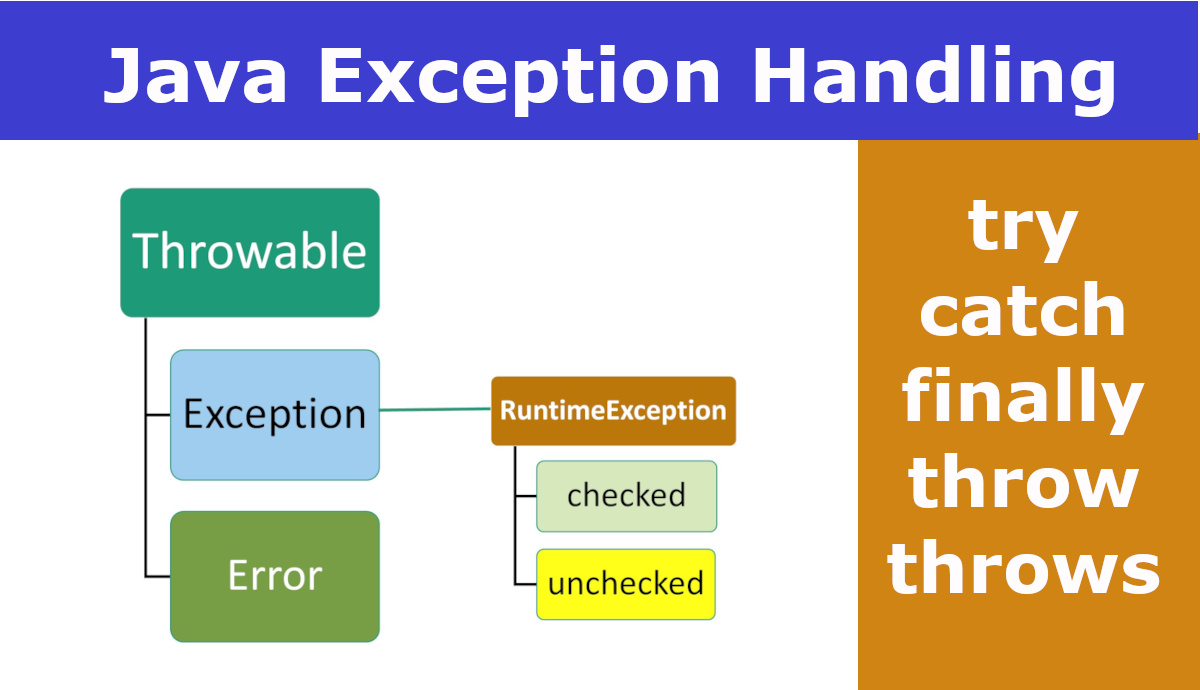 Java Exception Handling
Throwable
Exception
Error
RuntimeException
checked
unchecked
try
catch
finally
throw
throws